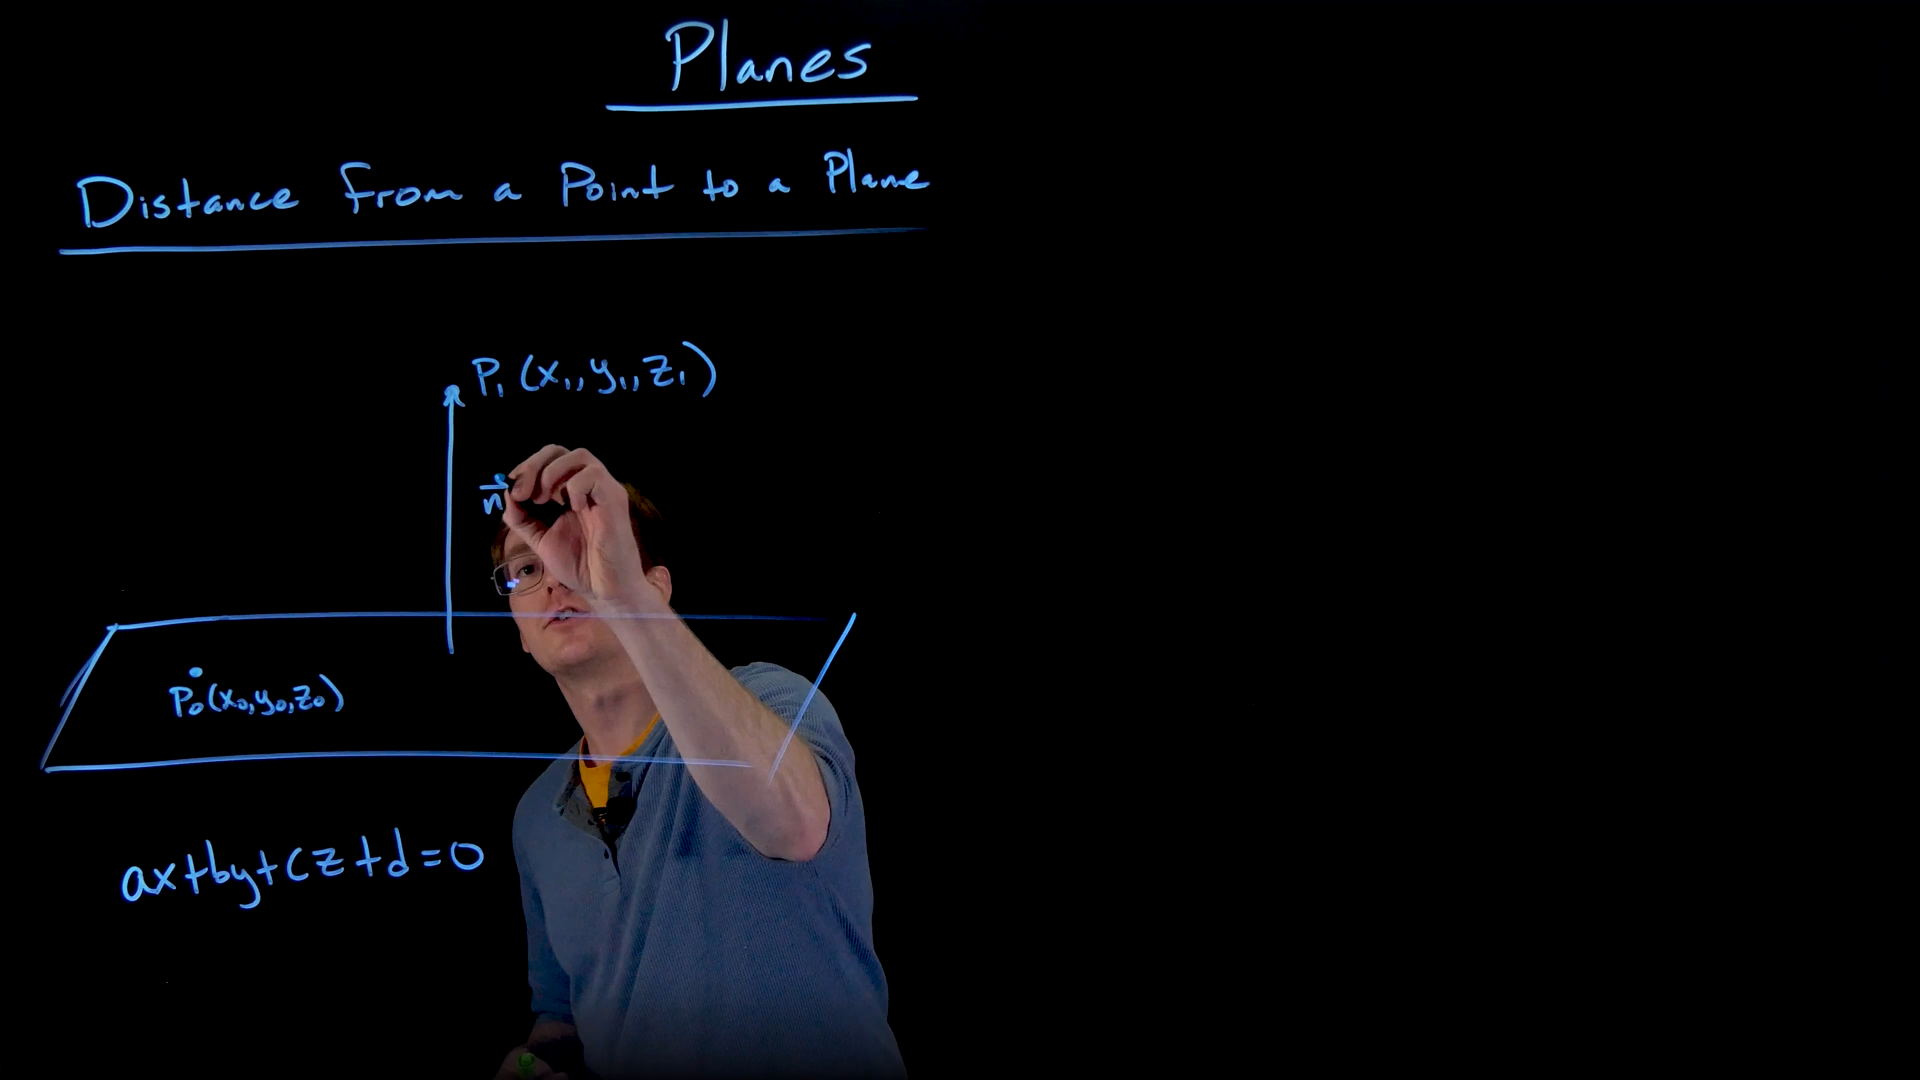 Planes
Distance from a Point to a Plane
P₁ (x₁, y₁, z₁)
n⃗
P₀ (x₀, y₀, z₀)
ax+by+cz+d=0